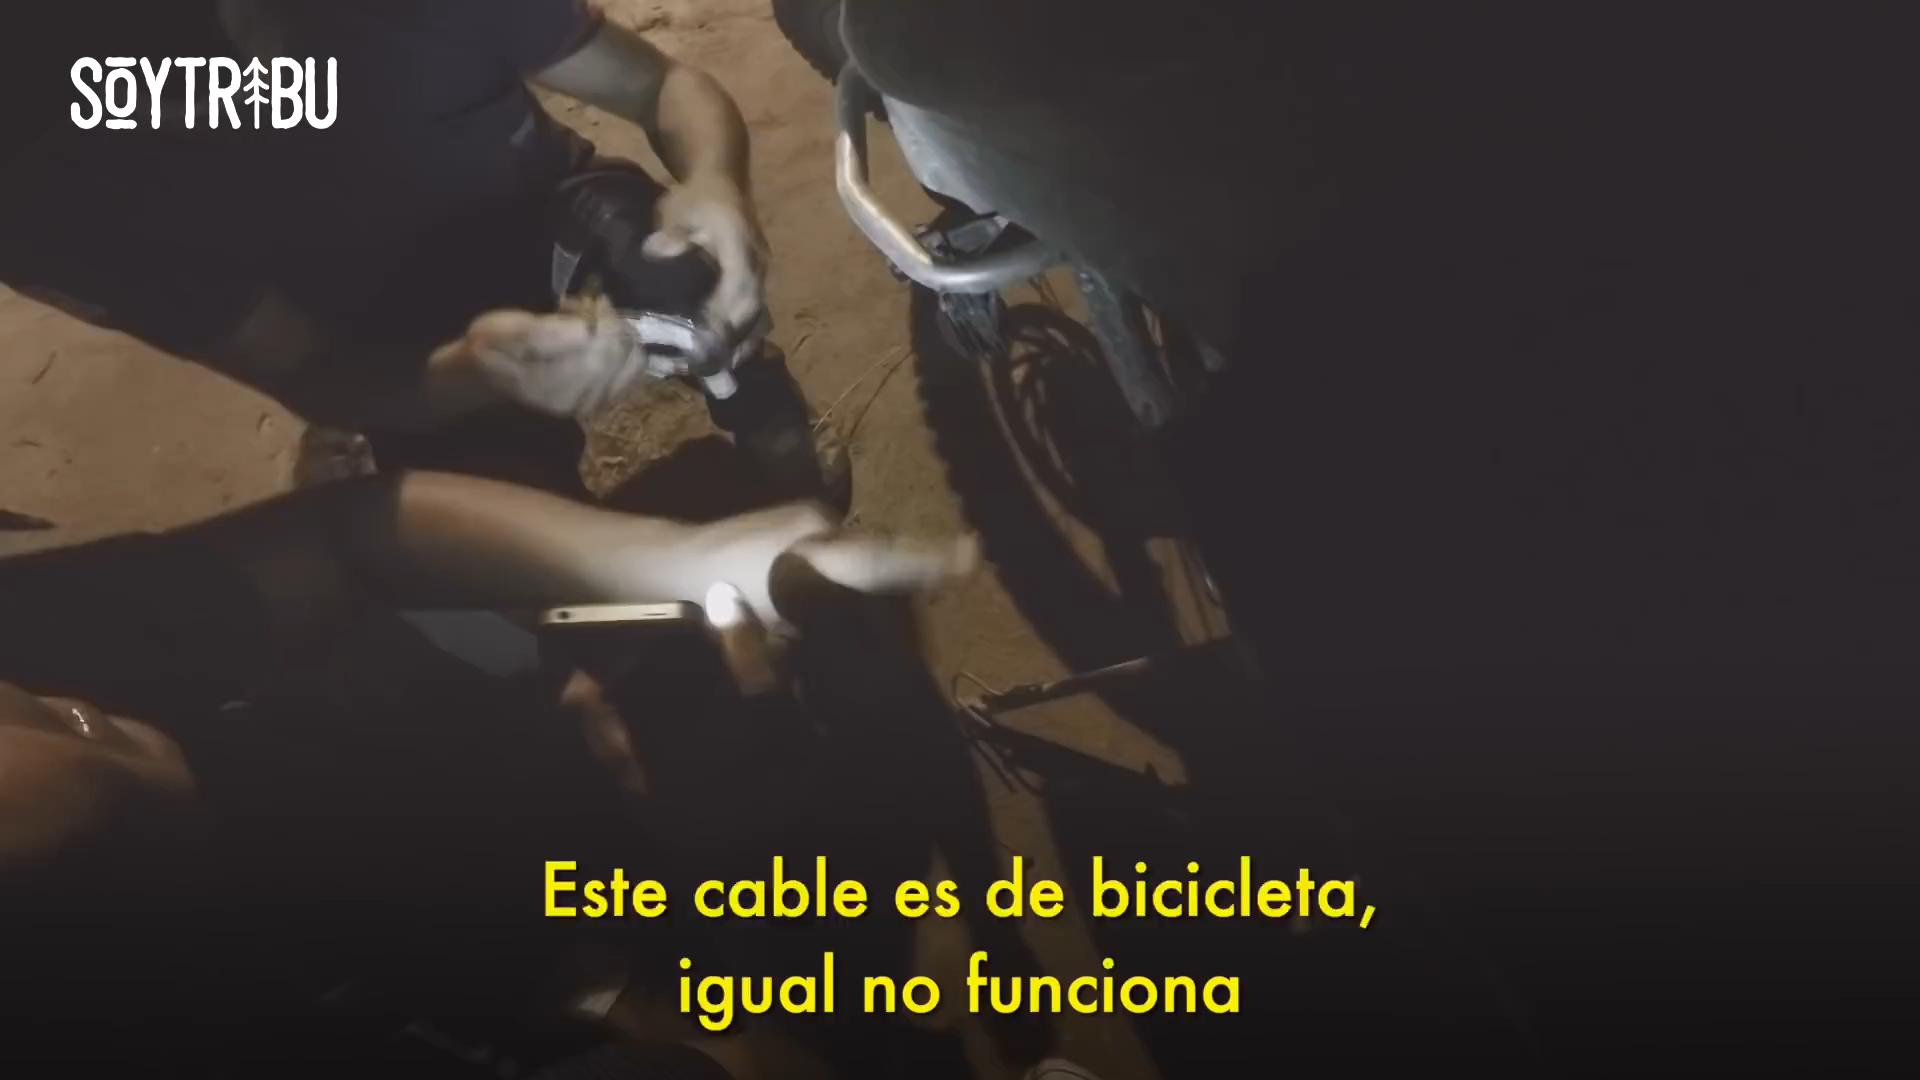 SOYTRIBU
Este cable es de bicicleta,
igual no funciona